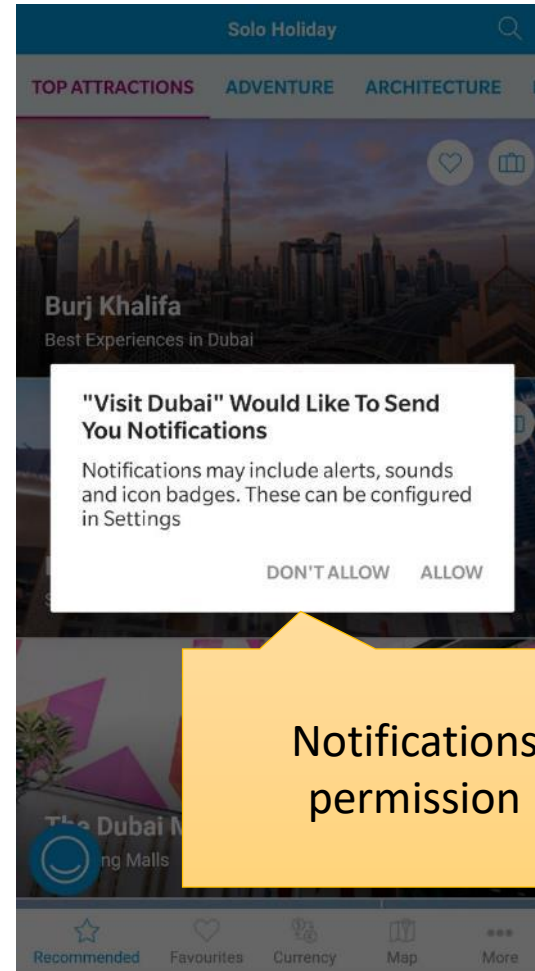 Solo Holiday
TOP ATTRACTIONS ADVENTURE ARCHITECTURE
Burj Khalifa
Best Experiences in Dubai
"Visit Dubai" Would Like To Send
You Notifications
Notifications may include alerts, sounds
and icon badges. These can be configured
in Settings
DON'T ALLOW ALLOW
Notifications
permission
The Dubai
ng Malls
Recommended Favourites Currency Map More